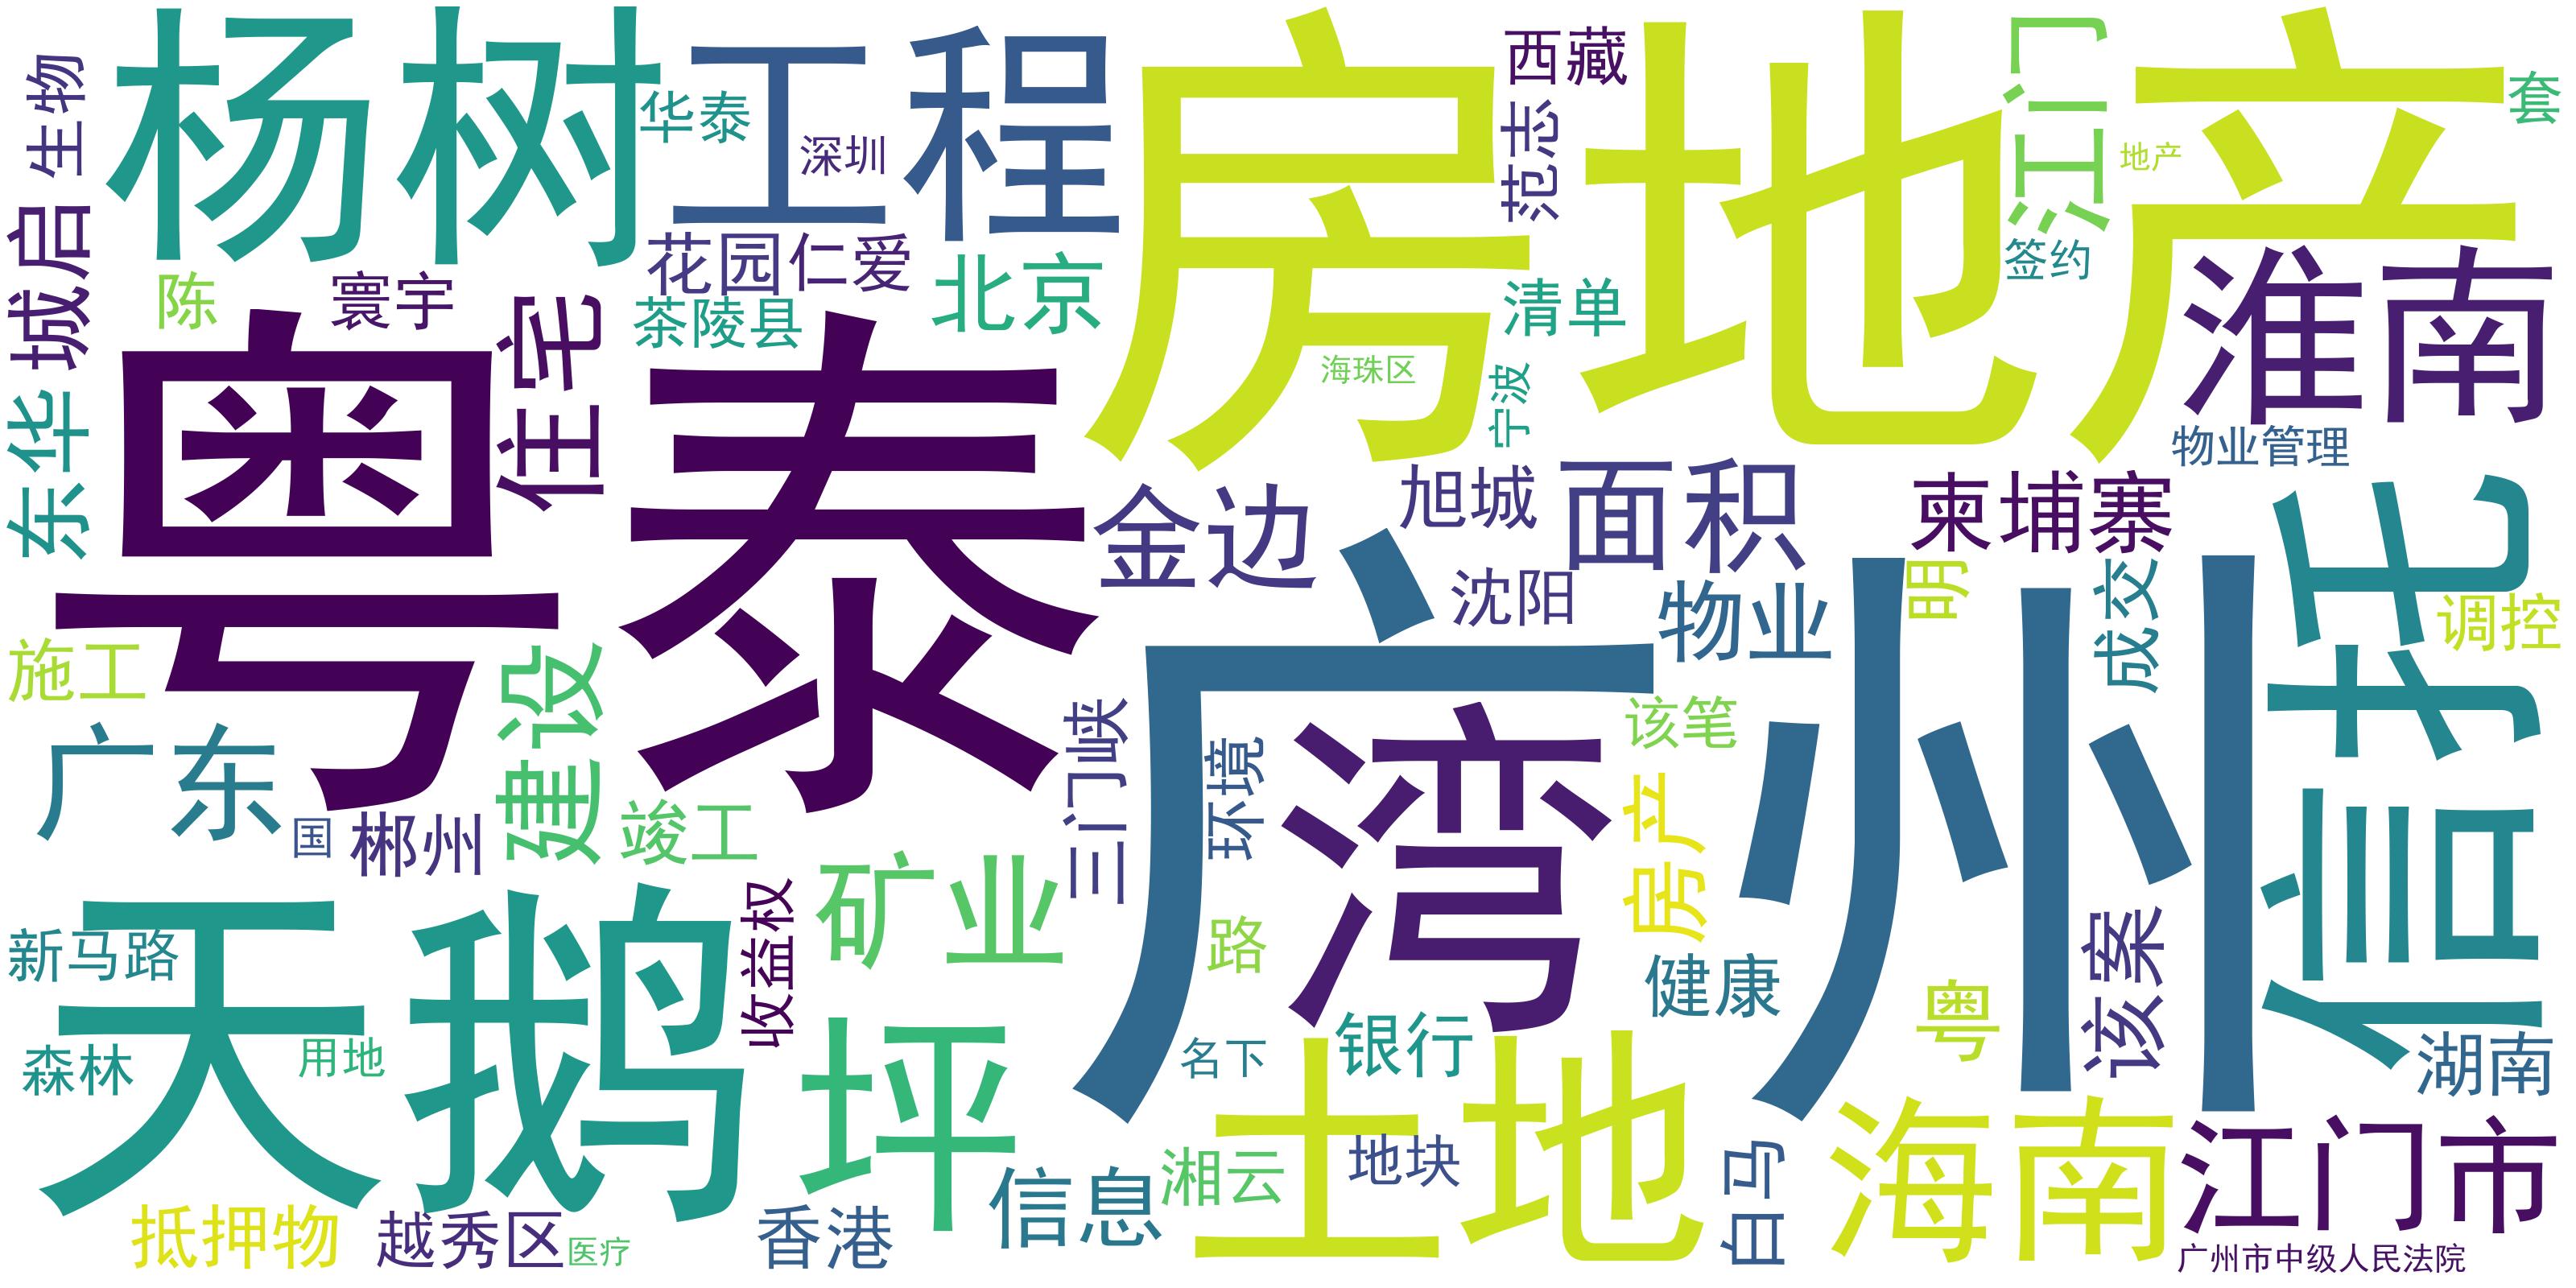 生物
杨树
工程
华泰
深圳
房地产
西藏
范志
江门
地产
套
城启
陈
寰宇
花园
仁爱
北京
茶陵县
清单
签约
淮南
海珠区
宁波
物业管理
东华
粤泰
住宅
金边
旭城
面积
柬埔寨
信托
沈阳
物业
明
成交
调控
施工
建设
广州
三门峡
环境
湾
该笔
广东
国
郴州
竣工
矿业
房产
天鹅
收益权
路
健康
粤
该案
新马路
森林
用地
坪
名下
银行
湖南
土地
海南
江门市
抵押物
越秀区
医疗
香港
信息
湘云
地块
白马
广州市中级人民法院